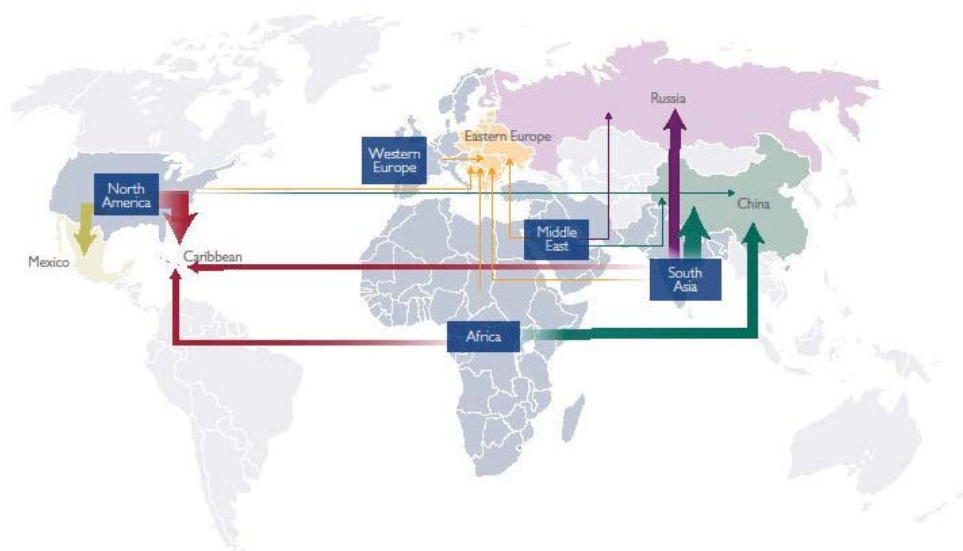 Russia
Eastern Europe
Western
Europe
North
America
China
Middle
East
Mexico
Caribbean
South
Asia
Africa